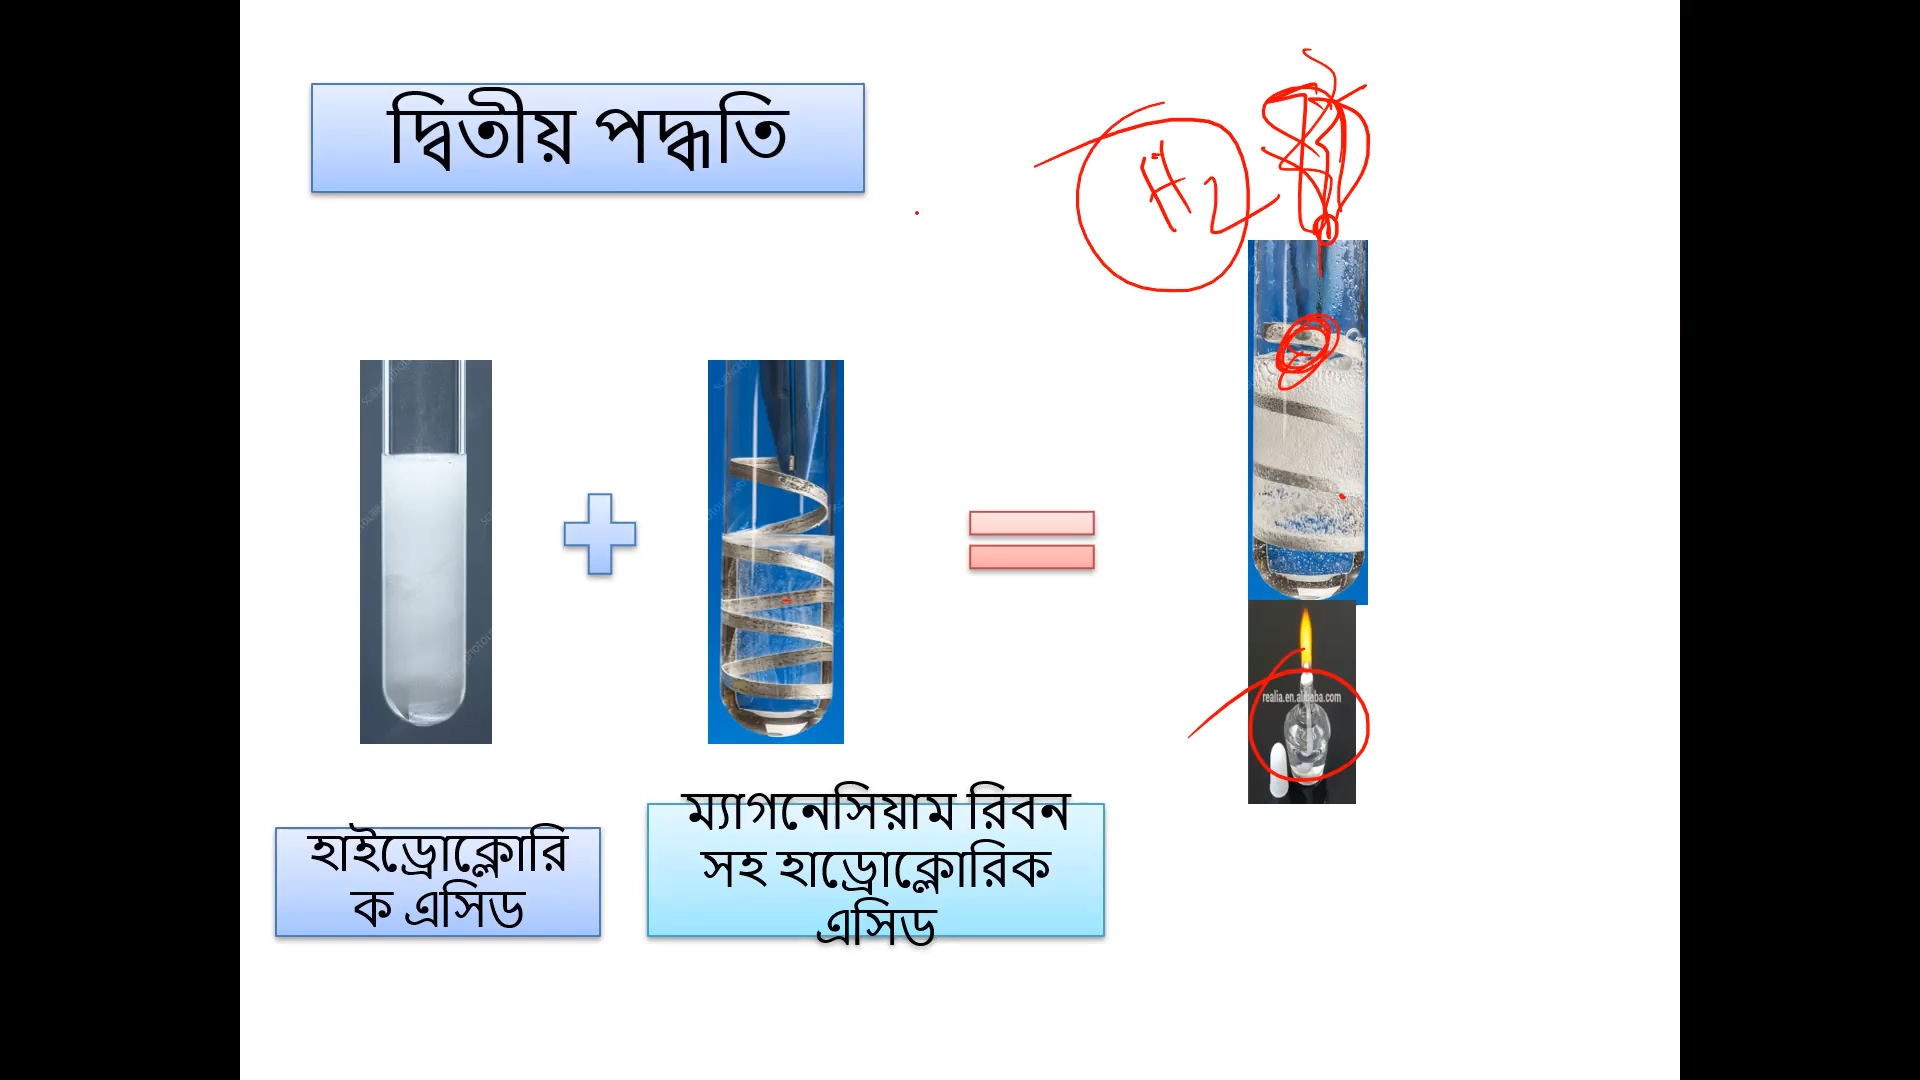 দ্বিতীয় পদ্ধতি
H2
realia.en.alibaba.com
হাইড্রোক্লোরি
ক এসিড
ম্যাগনেসিয়াম রিবন
সহ হাড্রোক্লোরিক
এসিড